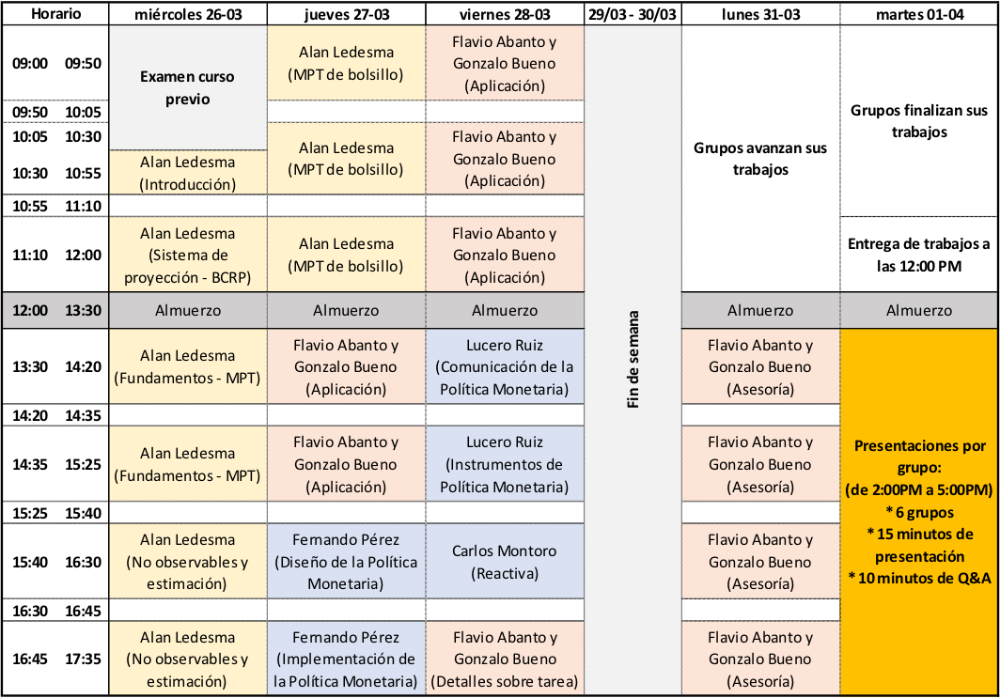 Horario miércoles 26-03 jueves 27-03 viernes 28-03 29/03 - 30/03 lunes 31-03 martes 01-04
09:00 09:50
09:50 10:05
10:05 10:30
10:30 10:55
10:55 11:10
11:10 12:00
12:00 13:30
13:30 14:20
14:20 14:35
14:35 15:25
15:25 15:40
15:40 16:30
16:30 16:45
16:45 17:35
Examen curso
previo
Alan Ledesma
(Introducción)
Alan Ledesma
(Sistema de
proyección - BCRP)
Almuerzo
Alan Ledesma
(Fundamentos - MPT)
Alan Ledesma
(Fundamentos - MPT)
Alan Ledesma
(No observables y
estimación)
Alan Ledesma
(No observables y
estimación)
Alan Ledesma
(MPT de bolsillo)
Alan Ledesma
(MPT de bolsillo)
Alan Ledesma
(MPT de bolsillo)
Almuerzo
Flavio Abanto y
Gonzalo Bueno
(Aplicación)
Flavio Abanto y
Gonzalo Bueno
(Aplicación)
Fernando Pérez
(Diseño de la Política
Monetaria)
Fernando Pérez
(Implementación de
la Política Monetaria)
Flavio Abanto y
Gonzalo Bueno
(Aplicación)
Flavio Abanto y
Gonzalo Bueno
(Aplicación)
Flavio Abanto y
Gonzalo Bueno
(Aplicación)
Almuerzo
Lucero Ruiz
(Comunicación de la
Política Monetaria)
Lucero Ruiz
(Instrumentos de
Política Monetaria)
Carlos Montoro
(Reactiva)
Flavio Abanto y
Gonzalo Bueno
(Detalles sobre tarea)
Fin de semana
Grupos avanzan sus
trabajos
Almuerzo
Flavio Abanto y
Gonzalo Bueno
(Asesoría)
Flavio Abanto y
Gonzalo Bueno
(Asesoría)
Flavio Abanto y
Gonzalo Bueno
(Asesoría)
Flavio Abanto y
Gonzalo Bueno
(Asesoría)
Grupos finalizan sus
trabajos
Entrega de trabajos a
las 12:00 PM
Almuerzo
Presentaciones por
grupo:
(de 2:00PM a 5:00PM)
* 6 grupos
* 15 minutos de
presentación
* 10 minutos de Q&A